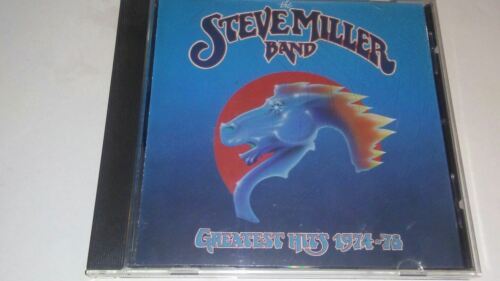 the
STEVE MILLER
BAND
GREATEST HITS 1974-78